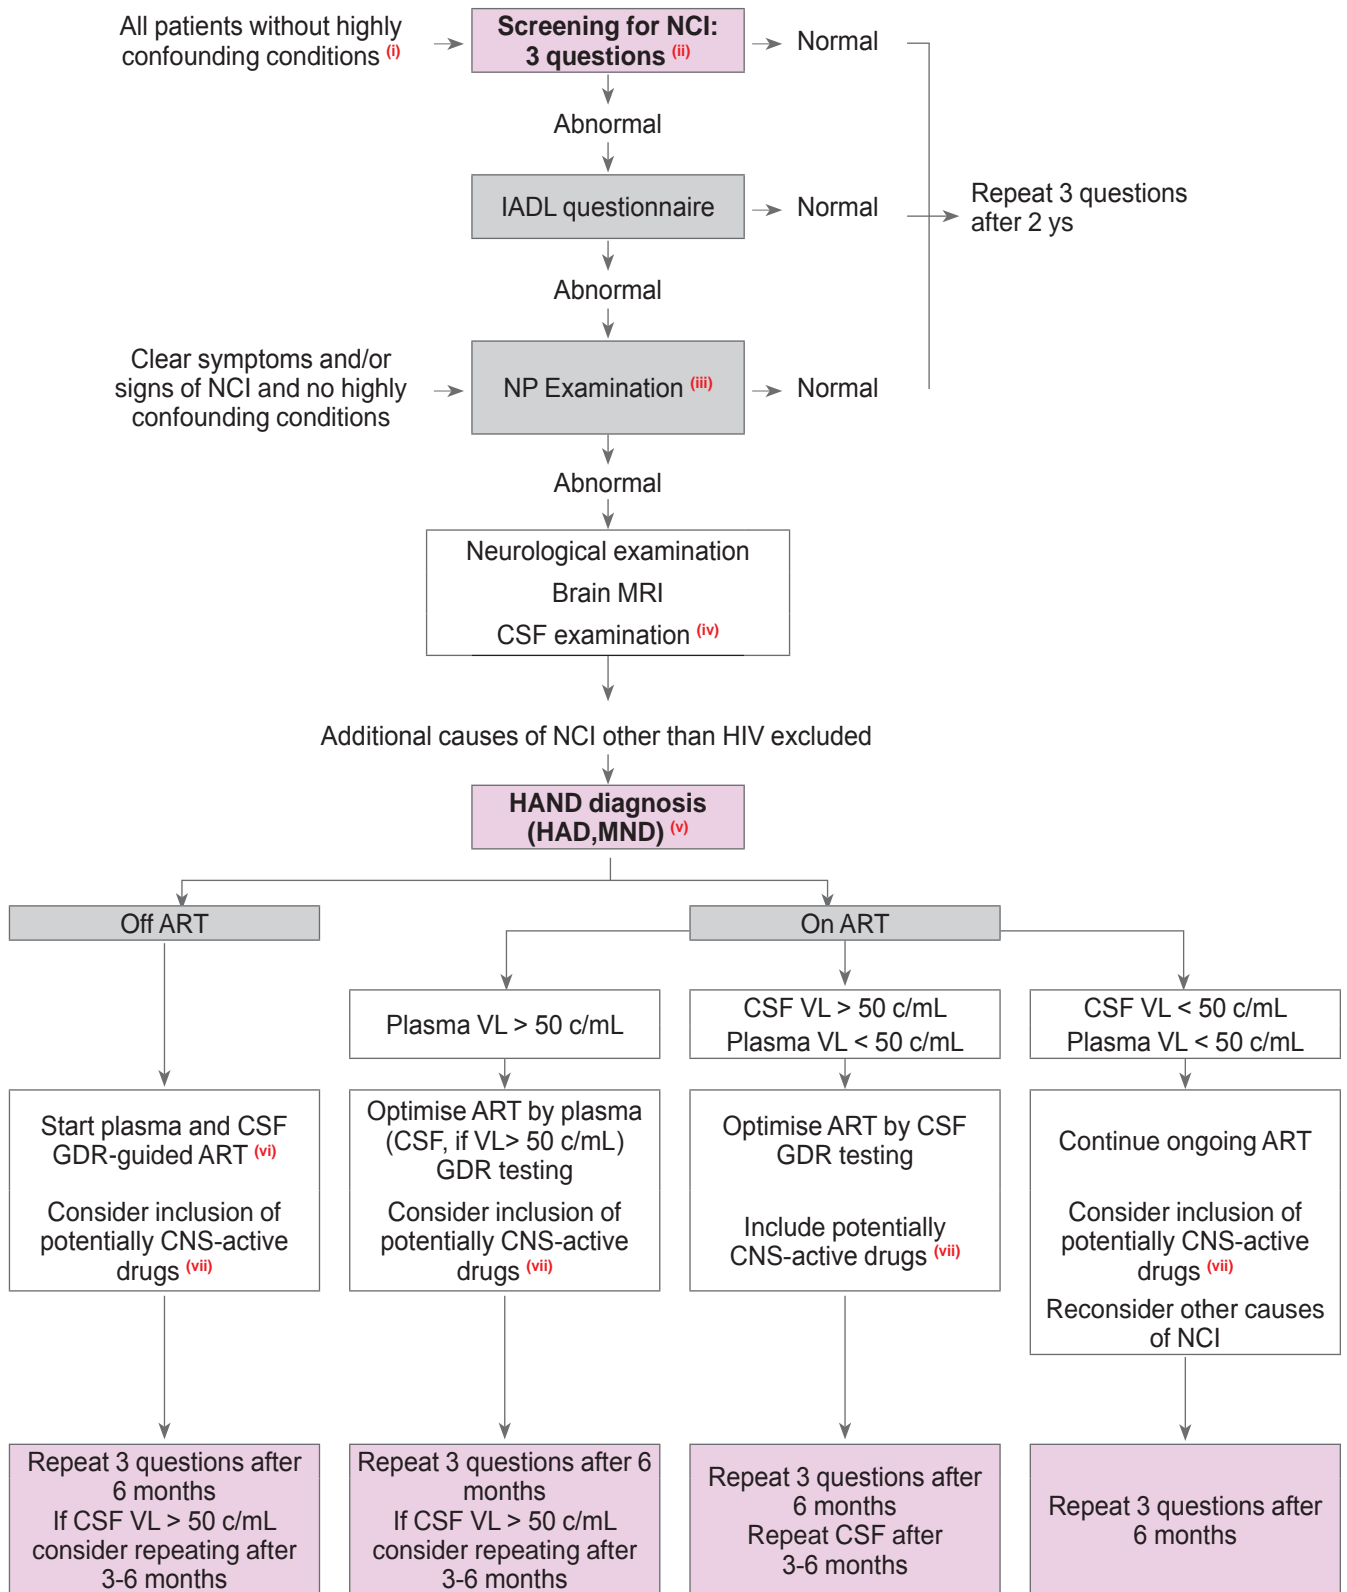 All patients without highly
confounding conditions (i)
Screening for NCI:
3 questions (ii)
Normal
Abnormal
IADL questionnaire
Normal
Repeat 3 questions
after 2 ys
Abnormal
Clear symptoms and/or
signs of NCI and no highly
confounding conditions
NP Examination (iii)
Normal
Abnormal
Neurological examination
Brain MRI
CSF examination (iv)
Additional causes of NCI other than HIV excluded
HAND diagnosis
(HAD,MND) (v)
Off ART
On ART
Plasma VL > 50 c/mL
CSF VL > 50 c/mL
Plasma VL < 50 c/mL
CSF VL < 50 c/mL
Plasma VL < 50 c/mL
Start plasma and CSF
GDR-guided ART (vi)
Consider inclusion of
potentially CNS-active
drugs (vii)
Optimise ART by plasma
(CSF, if VL> 50 c/mL)
GDR testing
Consider inclusion of
potentially CNS-active
drugs (vii)
Optimise ART by CSF
GDR testing
Include potentially
CNS-active drugs (vii)
Continue ongoing ART
Consider inclusion of
potentially CNS-active
drugs (vii)
Reconsider other causes
of NCI
Repeat 3 questions after
6 months
If CSF VL > 50 c/mL
consider repeating after
3-6 months
Repeat 3 questions after 6
months
If CSF VL > 50 c/mL
consider repeating after
3-6 months
Repeat 3 questions after
6 months
Repeat CSF after
3-6 months
Repeat 3 questions after
6 months